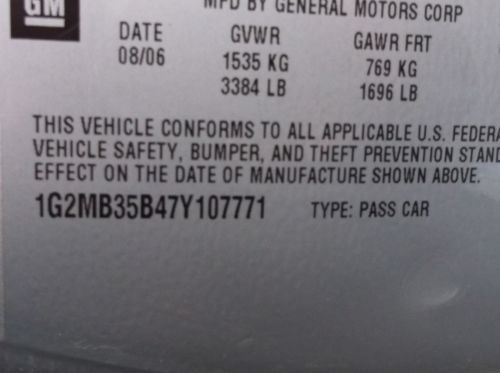 GM
MFD BY GENERAL MOTORS CORP
DATE GVWR GAWR FRT
08/06 1535 KG 769 KG
3384 LB 1696 LB
THIS VEHICLE CONFORMS TO ALL APPLICABLE U.S. FEDERA
VEHICLE SAFETY, BUMPER, AND THEFT PREVENTION STAND
EFFECT ON THE DATE OF MANUFACTURE SHOWN ABOVE.
1G2MB35B47Y107771 TYPE: PASS CAR